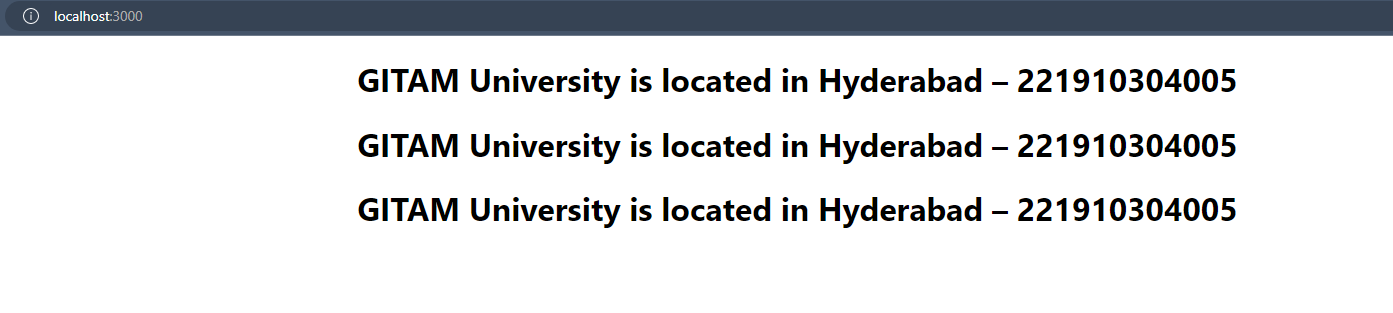 localhost:3000
GITAM University is located in Hyderabad – 221910304005
GITAM University is located in Hyderabad – 221910304005
GITAM University is located in Hyderabad – 221910304005